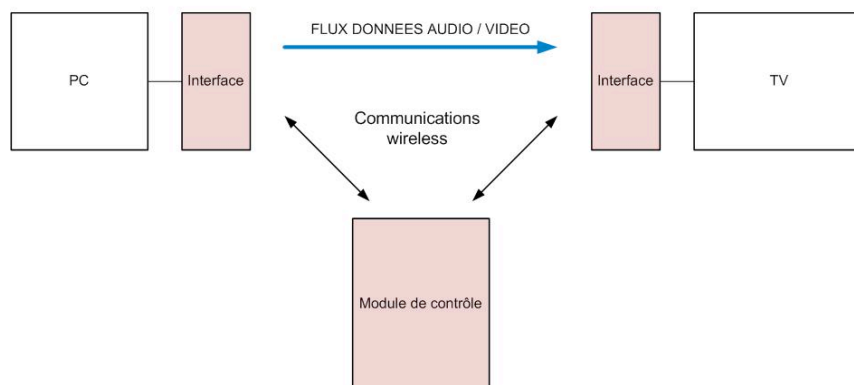 FLUX DONNEES AUDIO / VIDEO
PC
Interface
Interface
TV
Communications
wireless
Module de contrôle